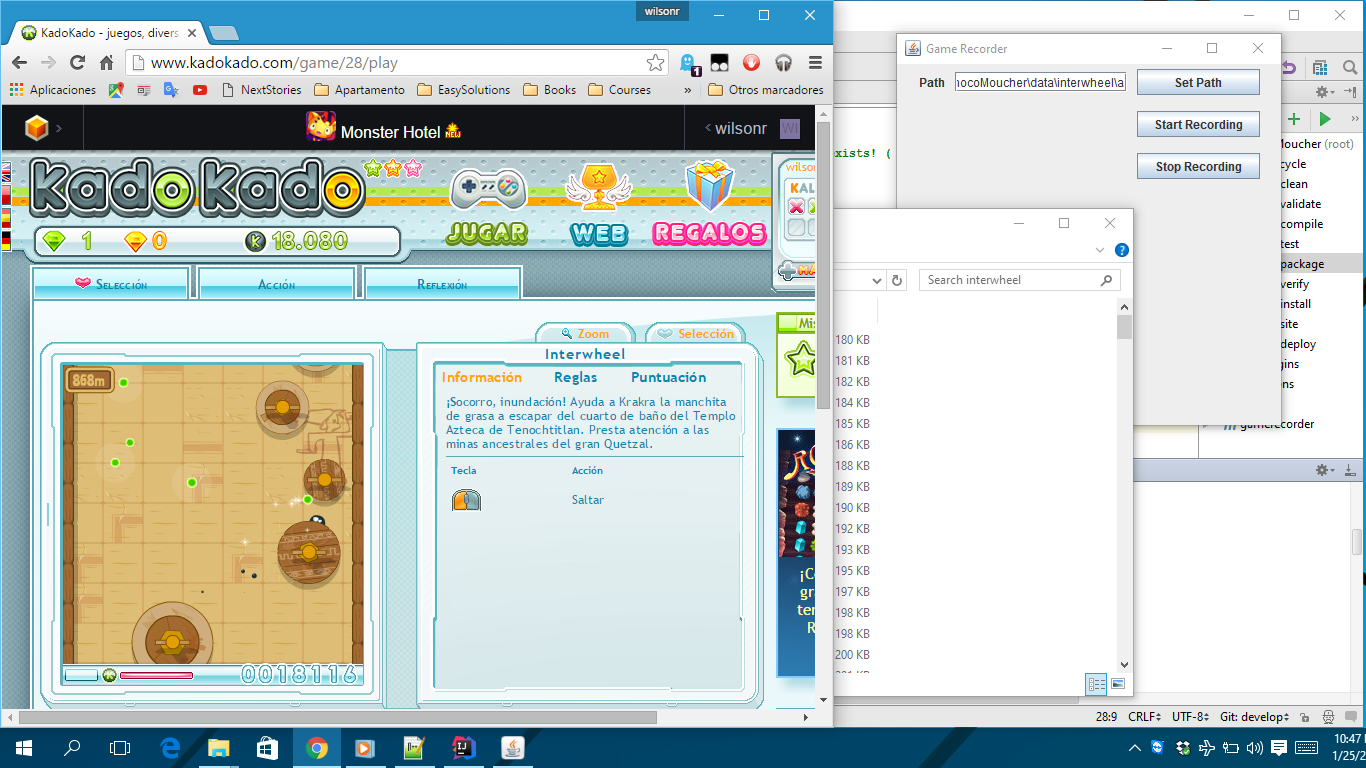 wilsonr
KadoKado - juegos, divers
www.kadokado.com/game/28/play
1
Aplicaciones
NextStories
Apartamento
EasySolutions
Books
Courses
»
Otros marcadores
Monster Hotel NEW
wilsonr
WI
KadoKado
1
0
K 18.080
JUGAR
WEB
REGALOS
wilson
KAL
Selección
Acción
Reflexión
Zoom
Selección
Interwheel
Información
Reglas
Puntuación
¡Socorro, inundación! Ayuda a Krakra la manchita
de grasa a escapar del cuarto de baño del Templo
Azteca de Tenochtitlan. Presta atención a las
minas ancestrales del gran Quetzal.
Tecla
Acción
Saltar
868m
0018116
Game Recorder
Path
ocoMoucher\data\interwheel\a
Set Path
Start Recording
Stop Recording
xists! (
Moucher (root)
cycle
clean
validate
compile
test
package
verify
install
site
deploy
gins
ns
gamerecorder
Search interwheel
180 KB
181 KB
182 KB
184 KB
185 KB
186 KB
188 KB
189 KB
190 KB
192 KB
193 KB
195 KB
197 KB
198 KB
198 KB
200 KB
28:9
CRLF
UTF-8
Git: develop
10:47
1/25/2